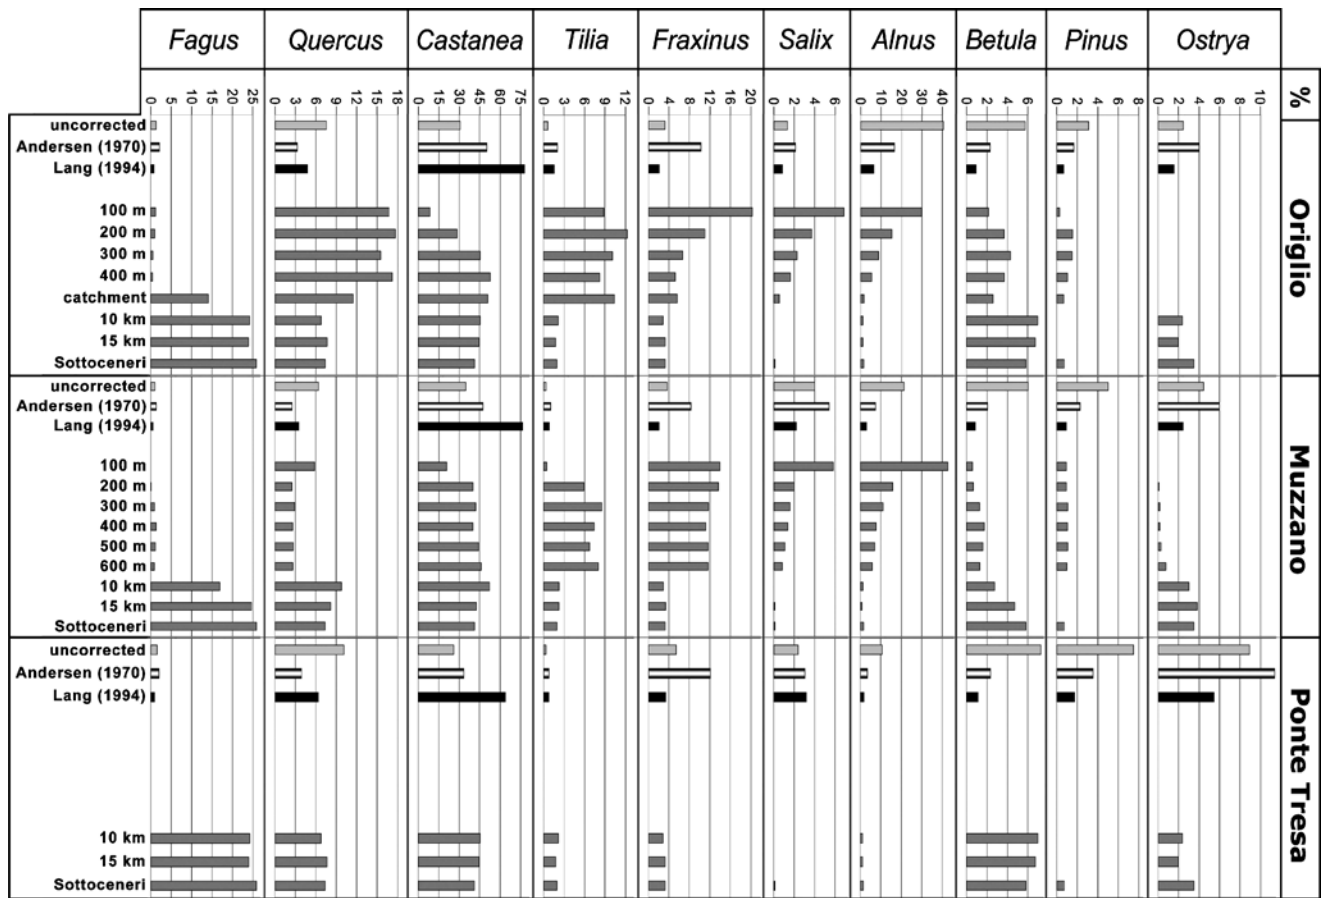 Fagus Quercus Castanea Tilia Fraxinus Salix Alnus Betula Pinus Ostrya
0 5 10 15 20 25 0 3 6 9 12 15 18 0 15 30 45 60 75 0 3 6 9 12 0 4 8 12 16 20 0 2 4 6 0 10 20 30 40 0 2 4 6 0 2 4 6 8 0 2 4 6 8 10 %
uncorrected
Andersen (1970)
Lang (1994)
100 m
200 m
300 m
400 m
catchment
10 km
15 km
Sottoceneri
Origlio
uncorrected
Andersen (1970)
Lang (1994)
100 m
200 m
300 m
400 m
500 m
600 m
10 km
15 km
Sottoceneri
Muzzano
uncorrected
Andersen (1970)
Lang (1994)
10 km
15 km
Sottoceneri
Ponte Tresa